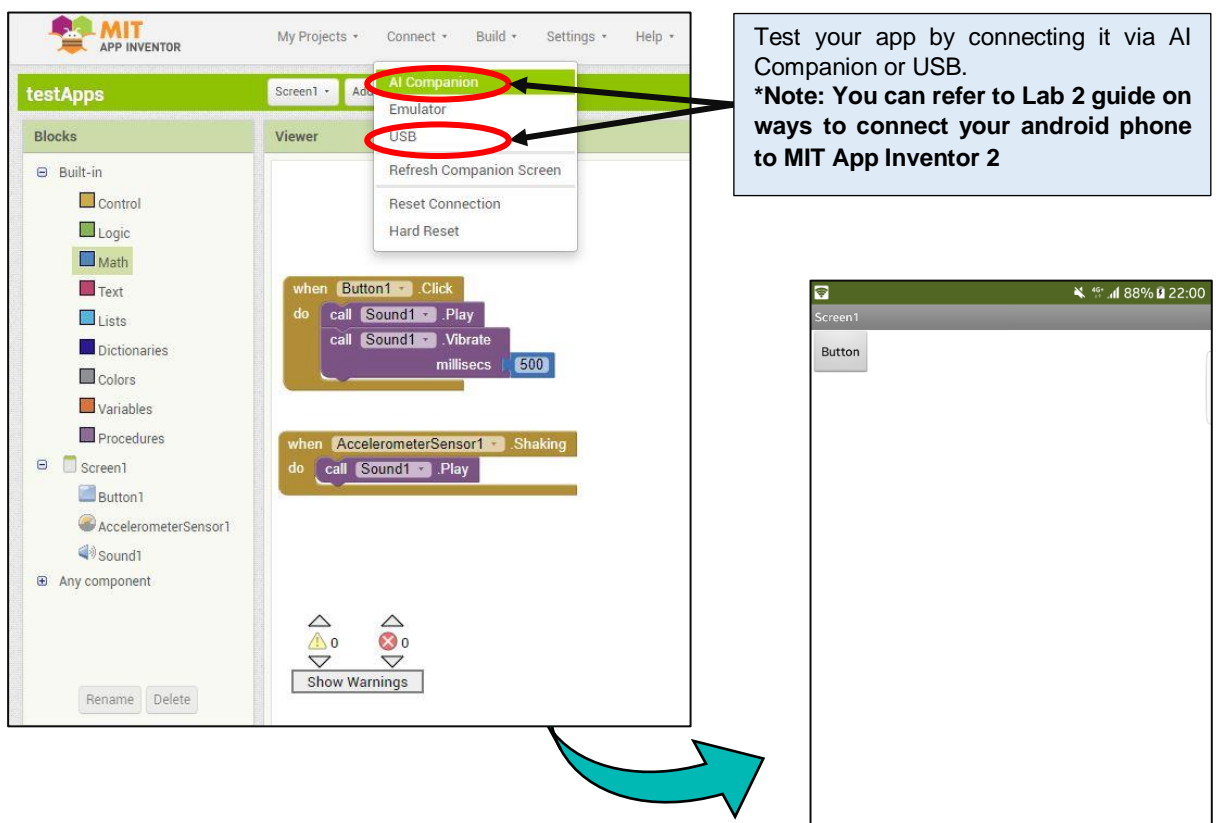 MIT
APP INVENTOR
My Projects Connect Build Settings Help
testApps
Screen1
AI Companion
Emulator
USB
Refresh Companion Screen
Reset Connection
Hard Reset
Blocks
Built-in
Control
Logic
Math
Text
Lists
Dictionaries
Colors
Variables
Procedures
Screen1
Button1
AccelerometerSensor1
Sound1
Any component
Rename Delete
Viewer
when Button1 .Click
do call Sound1 .Play
call Sound1 .Vibrate
millisecs 500
when AccelerometerSensor1 .Shaking
do call Sound1 .Play
0 0
Show Warnings
Test your app by connecting it via AI
Companion or USB.
*Note: You can refer to Lab 2 guide on
ways to connect your android phone
to MIT App Inventor 2
88% 22:00
Screen1
Button